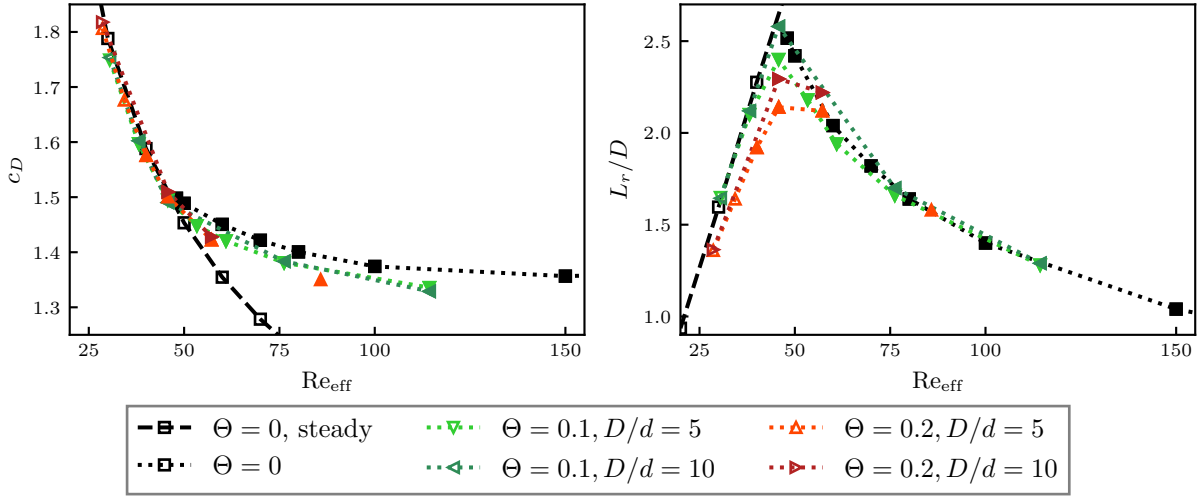 1.8
1.7
1.6
1.5
1.4
1.3
c_D
25 50 75 100 125 150
Re_eff
2.5
2.0
1.5
1.0
L_r/D
25 50 75 100 125 150
Re_eff
Θ = 0, steady
Θ = 0
Θ = 0.1, D/d = 5
Θ = 0.1, D/d = 10
Θ = 0.2, D/d = 5
Θ = 0.2, D/d = 10